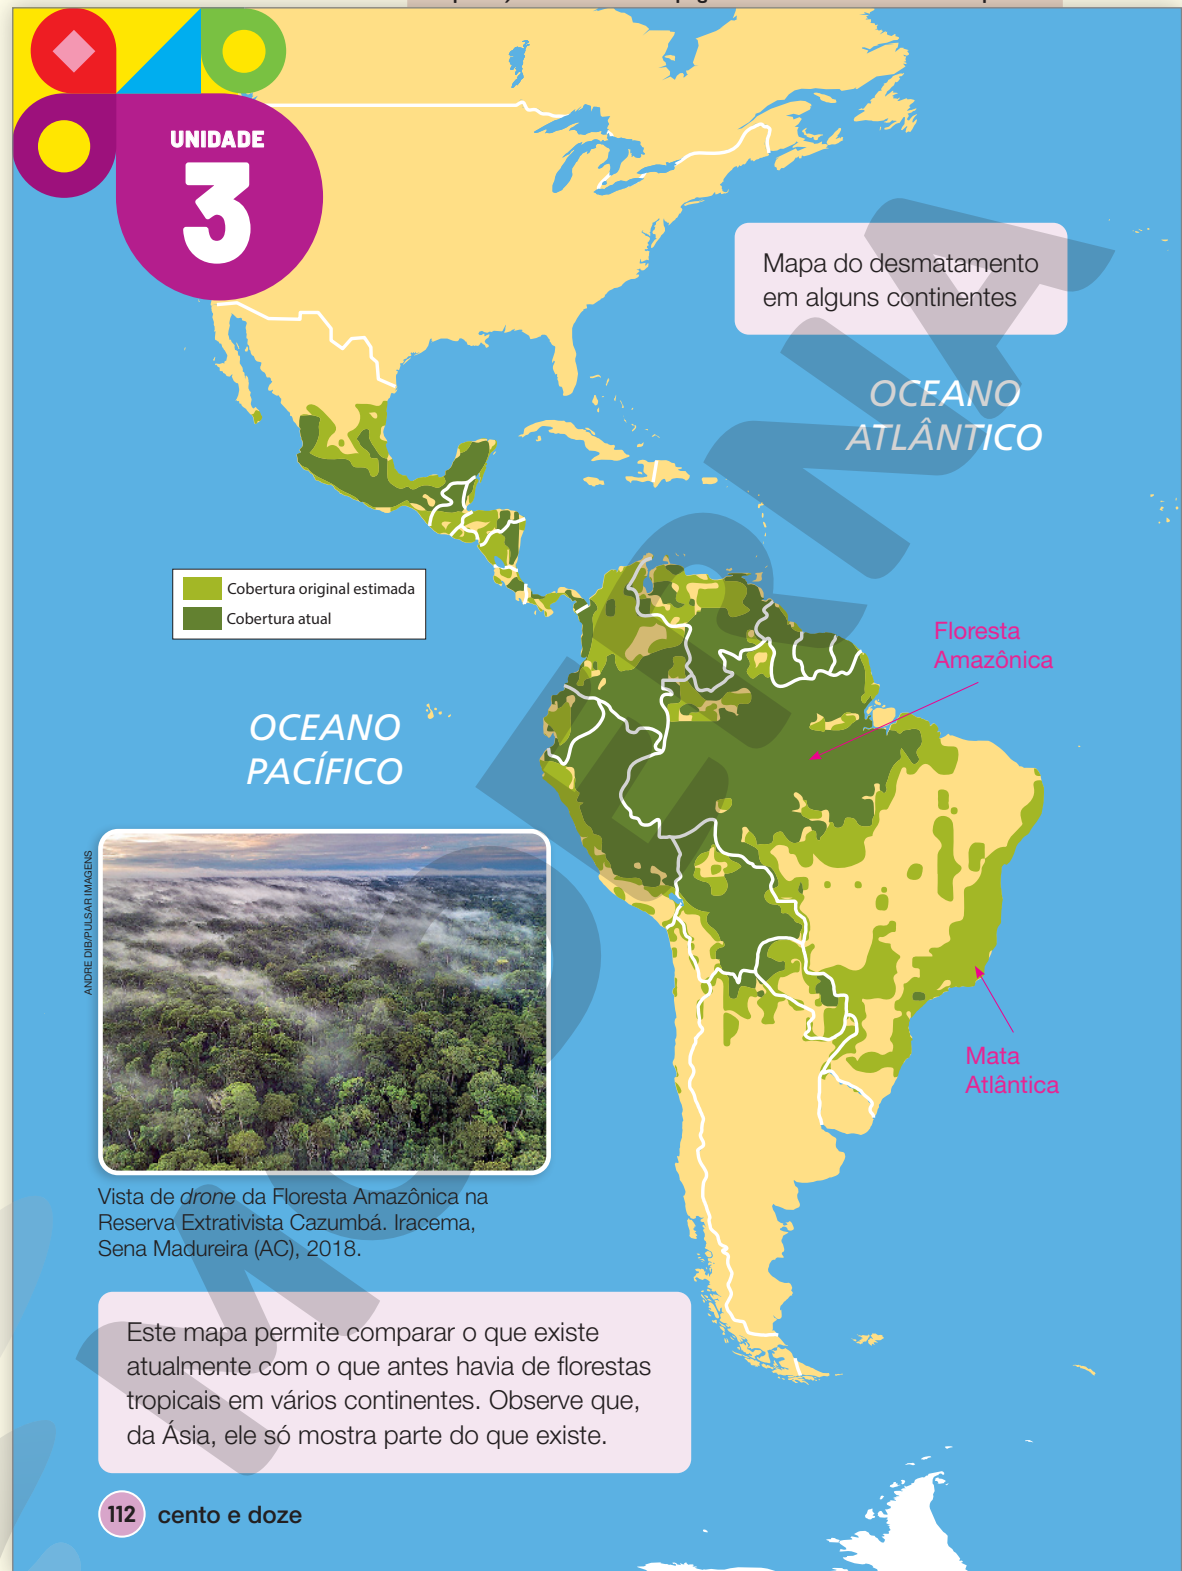 UNIDADE
3
Mapa do desmatamento
em alguns continentes
OCEANO
ATLÂNTICO
Cobertura original estimada
Cobertura atual
Floresta
Amazônica
OCEANO
PACÍFICO
ANDRE DIB/PULSAR IMAGENS
Mata
Atlântica
Vista de drone da Floresta Amazônica na
Reserva Extrativista Cazumbá. Iracema,
Sena Madureira (AC), 2018.
Este mapa permite comparar o que existe
atualmente com o que antes havia de florestas
tropicais em vários continentes. Observe que,
da Ásia, ele só mostra parte do que existe.
112 cento e doze
MODERNA